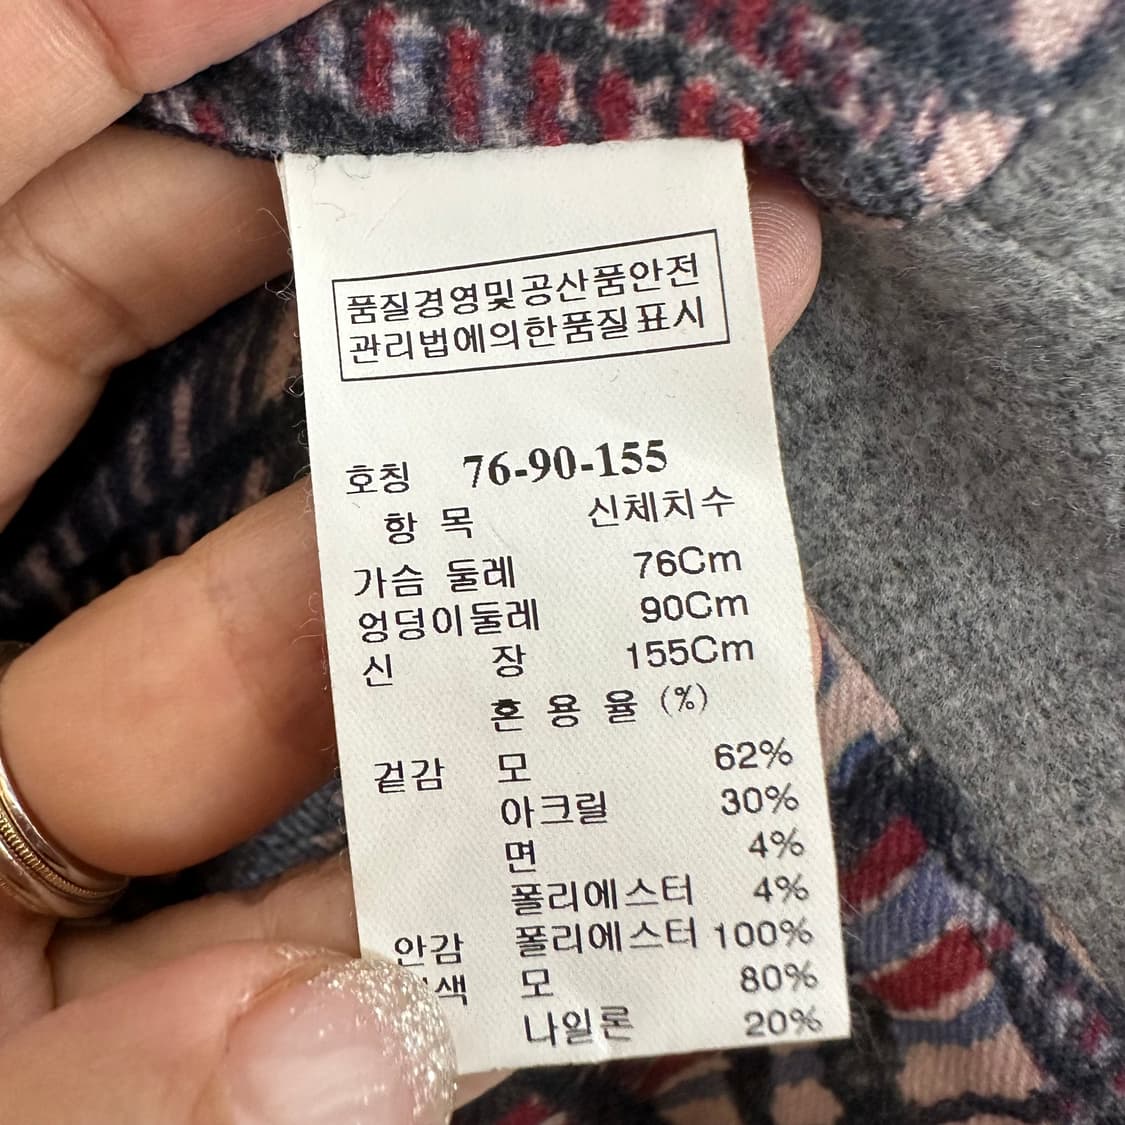 품질경영및공산품안전
관리법에의한품질표시
호칭 76-90-155
항 목 신체치수
가슴 둘레 76Cm
엉덩이둘레 90Cm
신 장 155Cm
혼 용 율 (%)
겉감 모 62%
아크릴 30%
면 4%
폴리에스터 4%
안감 폴리에스터 100%
색 모 80%
나일론 20%